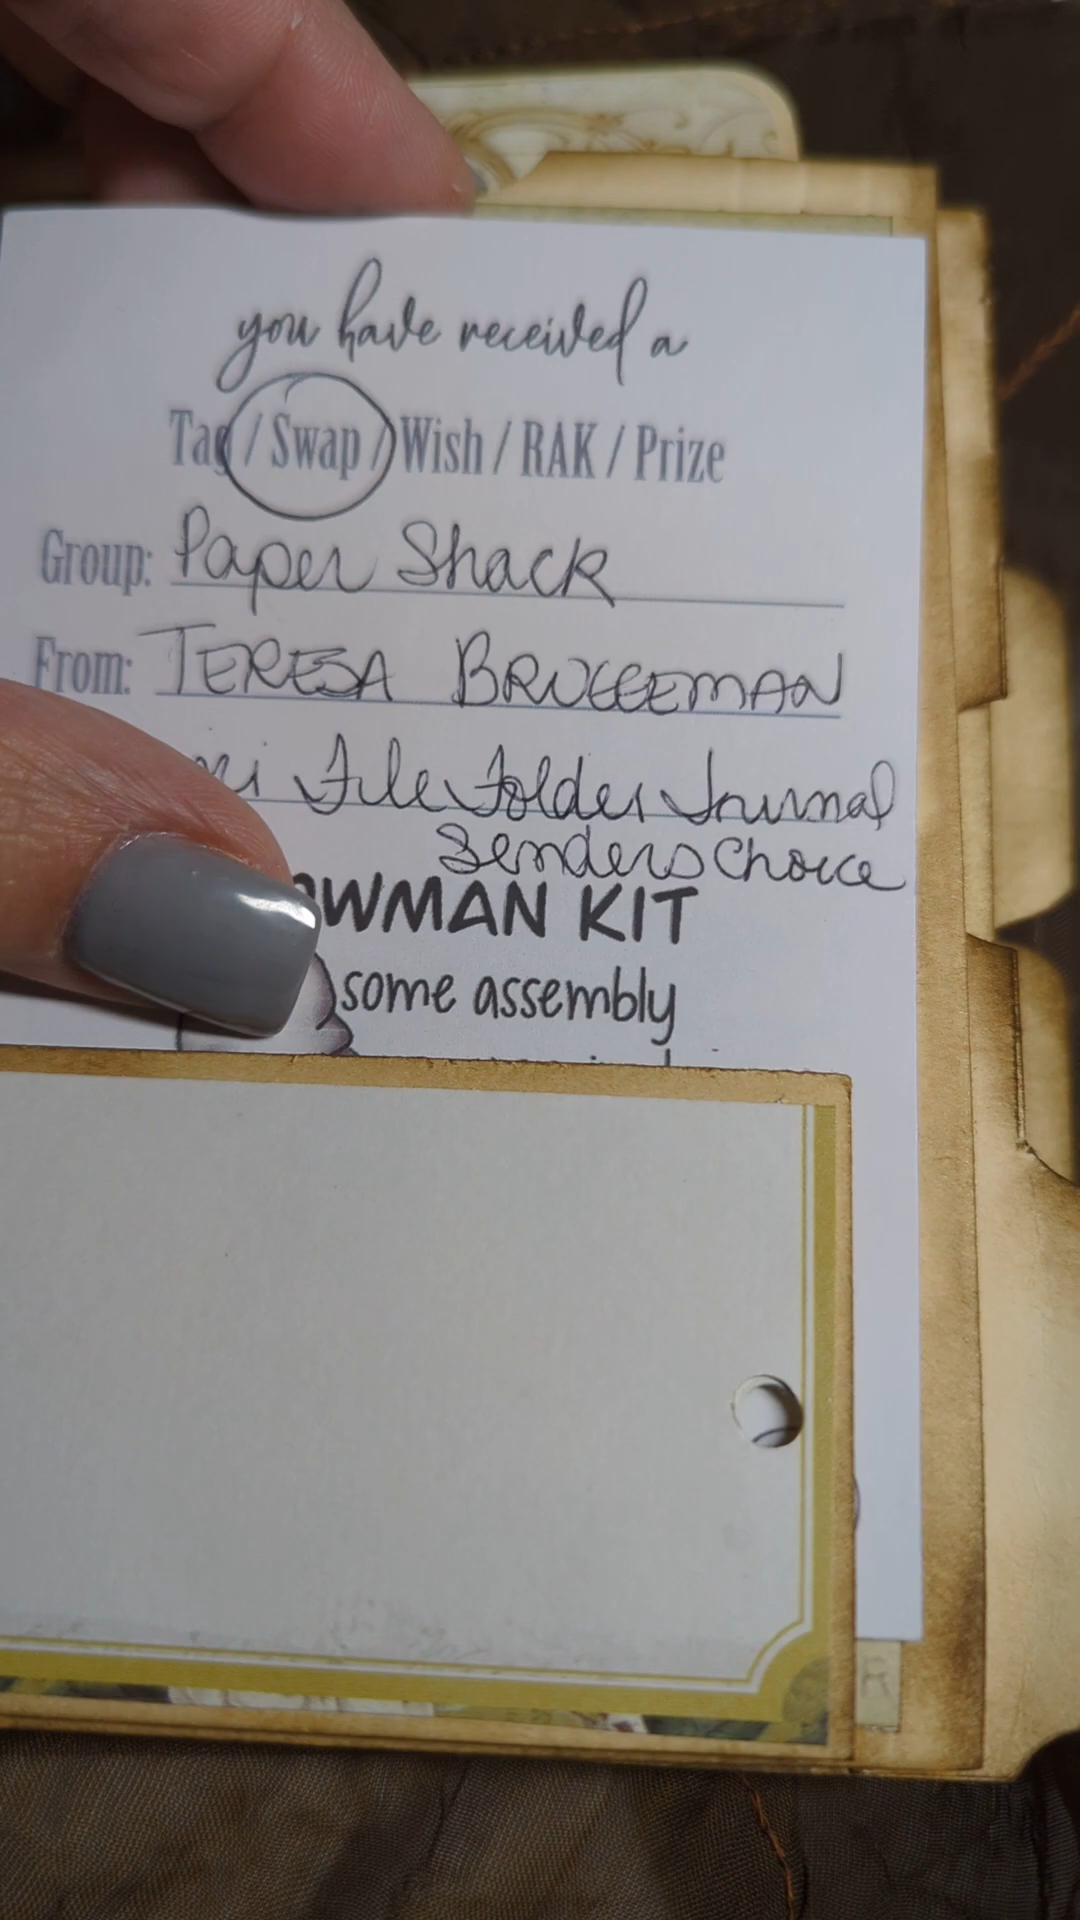 you have received a
Tag / Swap / Wish / RAK / Prize
Group: Paper Shack
From: TERESA BRUGGEMAN
File Folder Journal
Senders Choice
WMAN KIT
some assembly
R